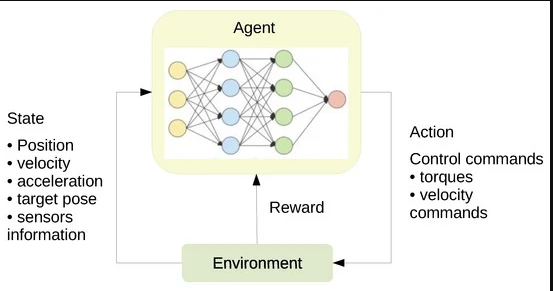 Agent
State
• Position
• velocity
• acceleration
• target pose
• sensors
information
Action
Control commands
• torques
• velocity
commands
Reward
Environment